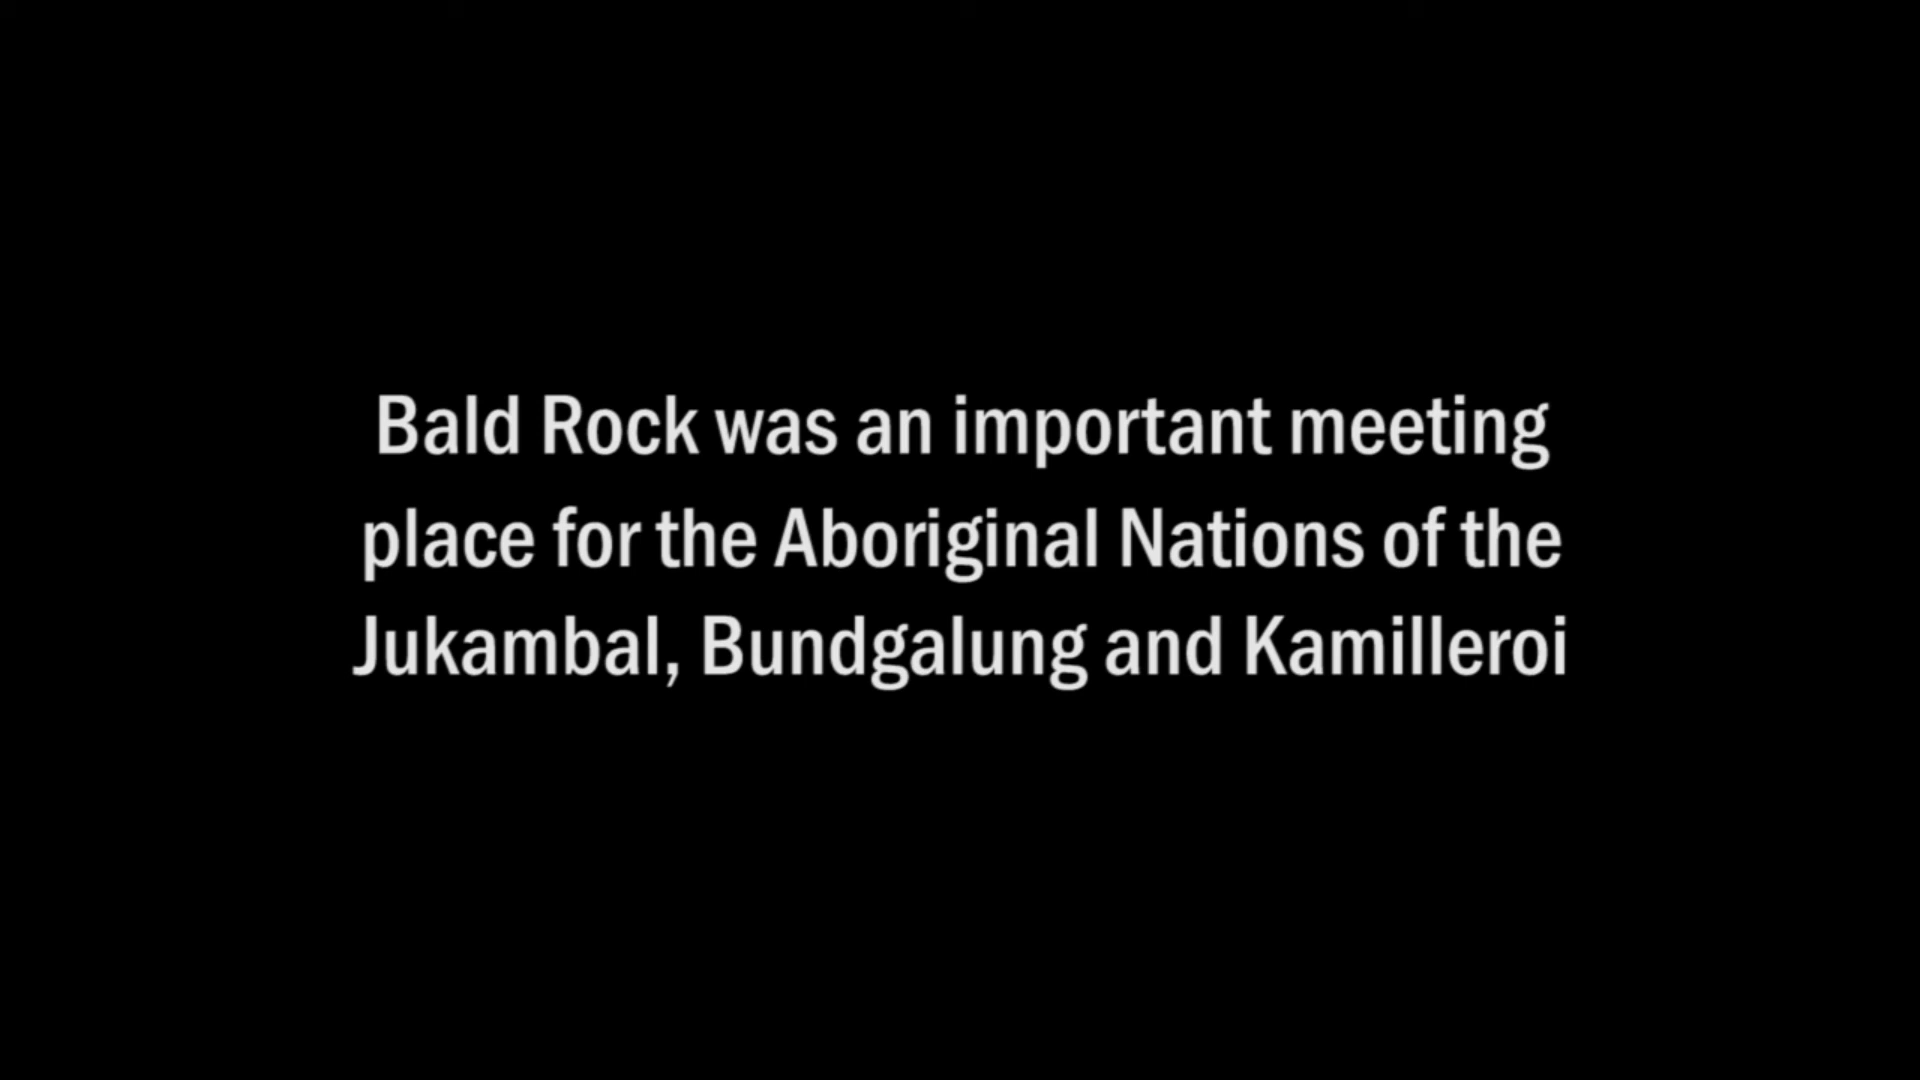 Bald Rock was an important meeting
place for the Aboriginal Nations of the
Jukambal, Bundgalung and Kamilleroi